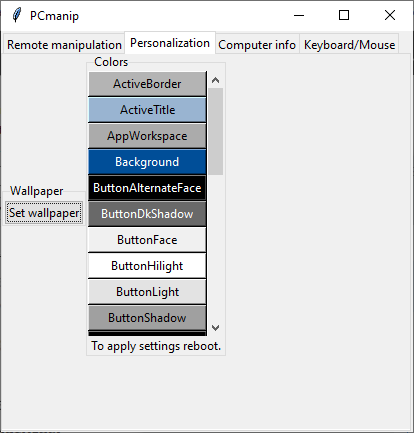 PCmanip
Remote manipulation Personalization Computer info Keyboard/Mouse
Colors
ActiveBorder
ActiveTitle
AppWorkspace
Background
ButtonAlternateFace
ButtonDkShadow
ButtonFace
ButtonHilight
ButtonLight
ButtonShadow
To apply settings reboot.
Wallpaper
Set wallpaper